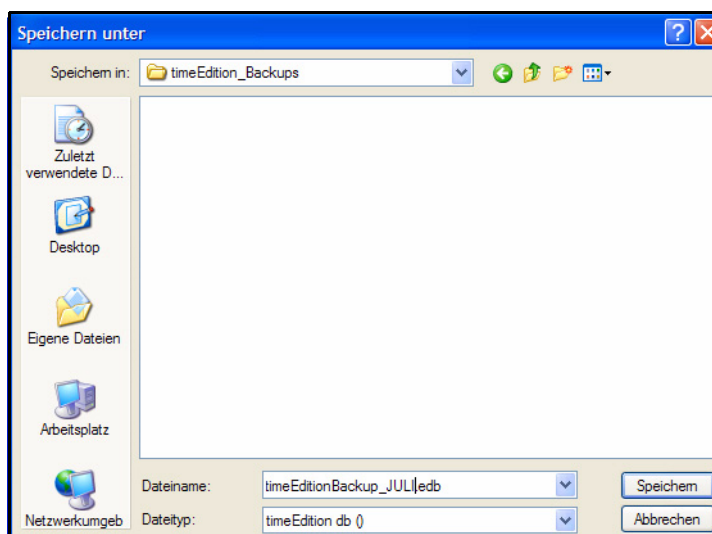 Speichern unter
Speichern in:
timeEdition_Backups
Zuletzt
verwendete D...
Desktop
Eigene Dateien
Arbeitsplatz
Netzwerkumgeb
Dateiname:
timeEditionBackup_JULI.edb
Speichern
Dateityp:
timeEdition db ()
Abbrechen